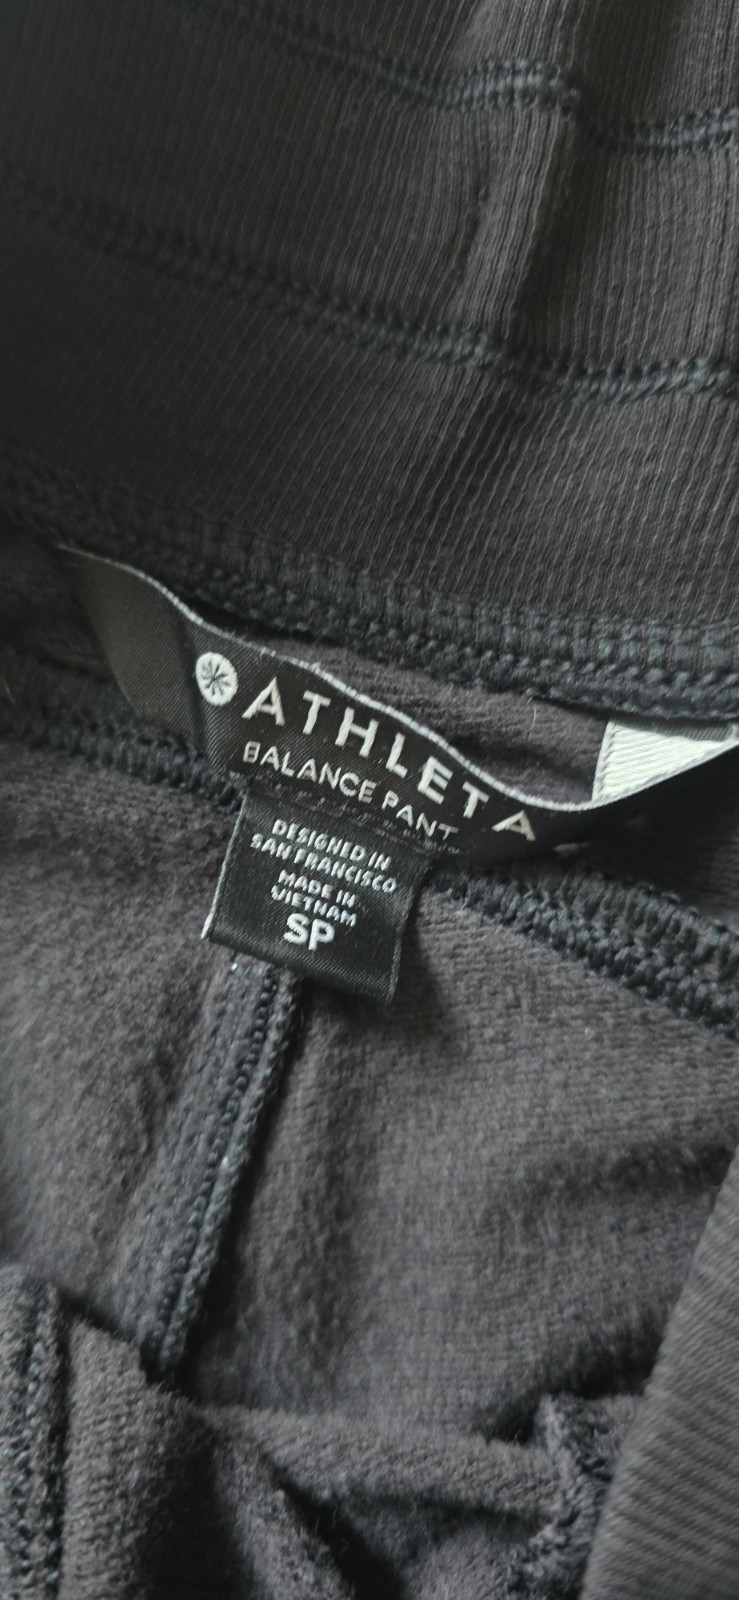 ATHLETA
BALANCE PANT
DESIGNED IN
SAN FRANCISCO
MADE IN
VIETNAM
SP